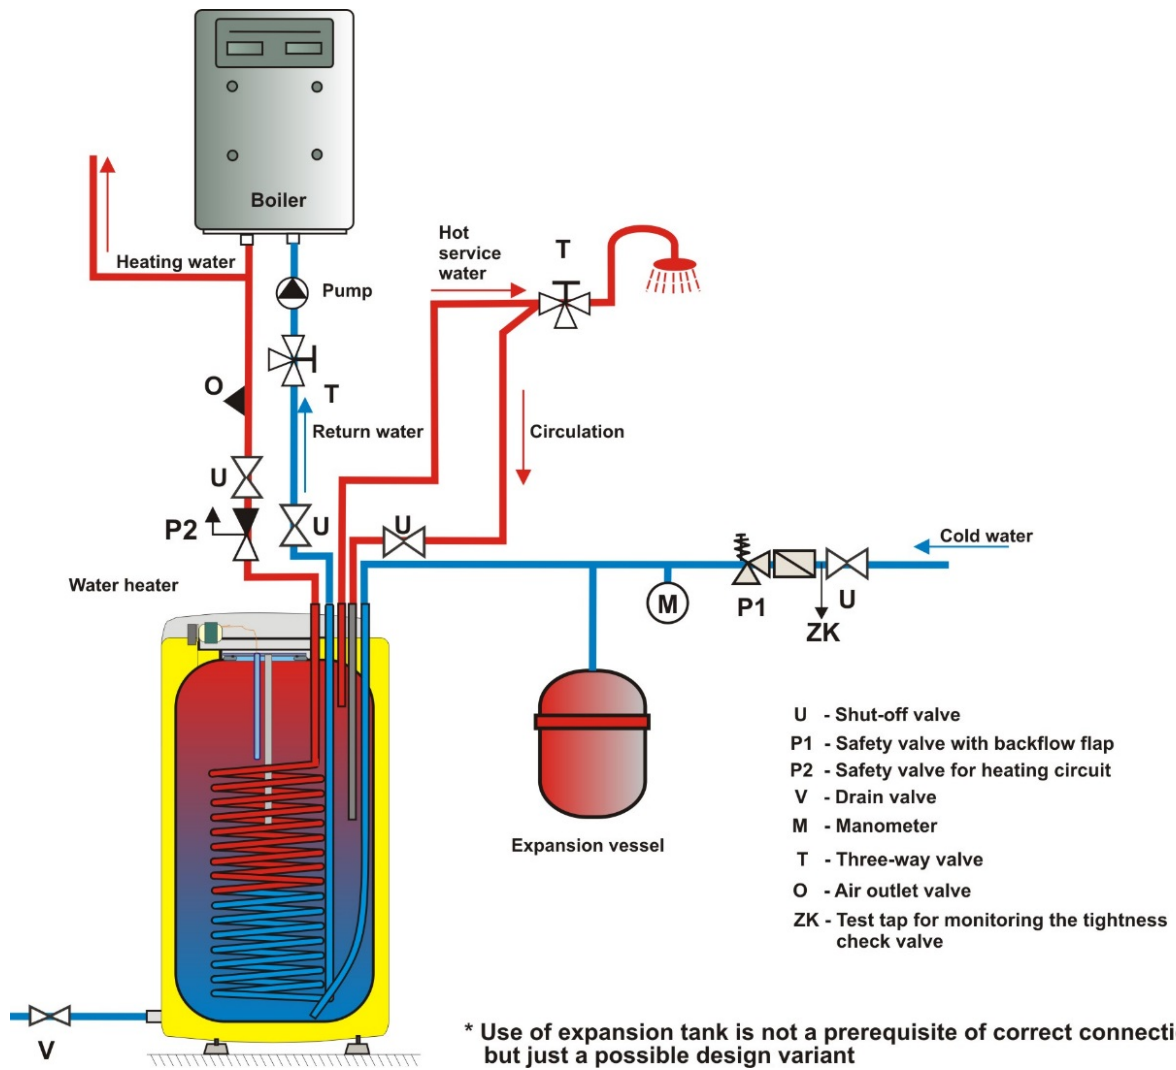 Boiler
Heating water
Hot
service
water
T
Pump
O
T
Return water
Circulation
U
P2
U
U
Cold water
Water heater
M
P1
U
ZK
U - Shut-off valve
P1 - Safety valve with backflow flap
P2 - Safety valve for heating circuit
V - Drain valve
M - Manometer
T - Three-way valve
O - Air outlet valve
ZK - Test tap for monitoring the tightness
check valve
Expansion vessel
V
* Use of expansion tank is not a prerequisite of correct connecti
but just a possible design variant